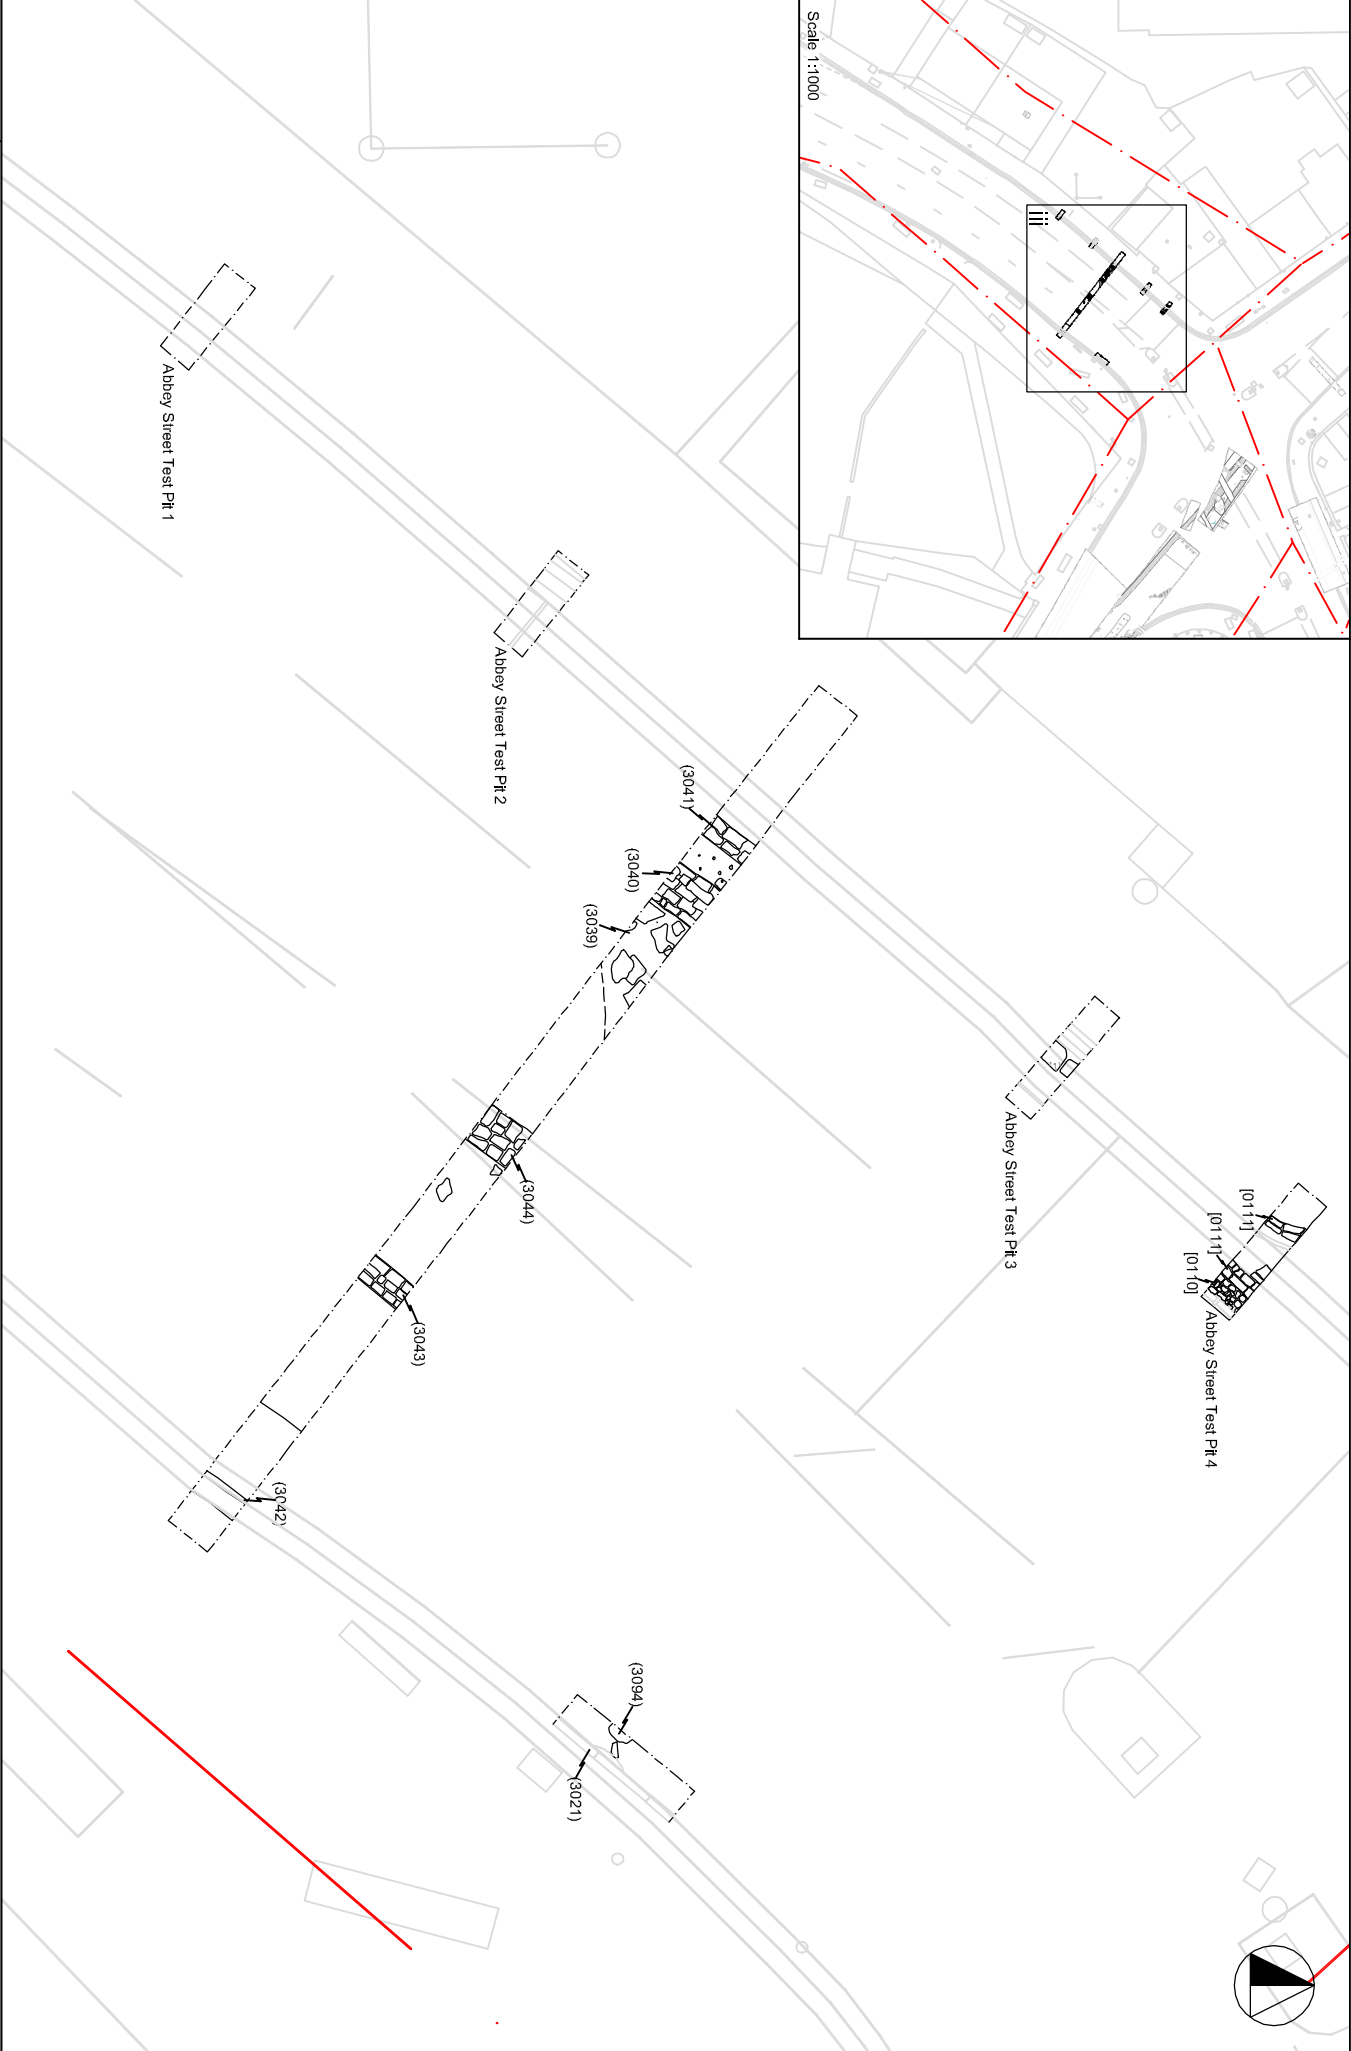 Scale 1:1000
iii
Abbey Street Test Pit 4
[0111]
[0111]
[0110]
Abbey Street Test Pit 3
(3041)
(3040)
(3039)
(3044)
(3094)
(3021)
Abbey Street Test Pit 2
(3043)
(3042)
Abbey Street Test Pit 1